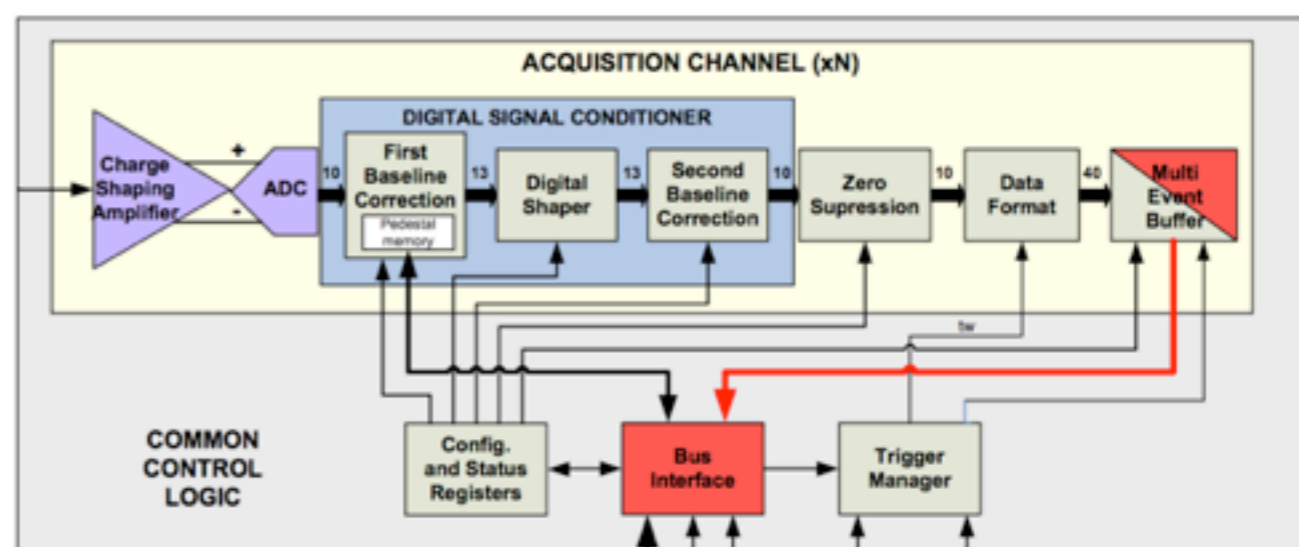 ACQUISITION CHANNEL (xN)
DIGITAL SIGNAL CONDITIONER
Charge
Shaping
Amplifier
+
-
ADC
10
First
Baseline
Correction
Pedestal
memory
13
Digital
Shaper
13
Second
Baseline
Correction
10
Zero
Supression
10
Data
Format
40
Multi
Event
Buffer
tw
COMMON
CONTROL
LOGIC
Config.
and Status
Registers
Bus
Interface
Trigger
Manager